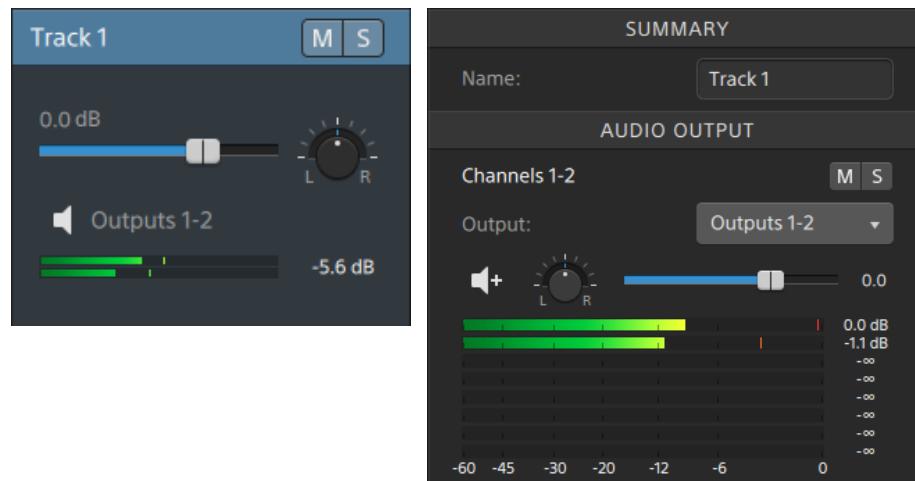 Track 1 M S
0.0 dB
L R
Outputs 1-2
-5.6 dB
SUMMARY
Name: Track 1
AUDIO OUTPUT
Channels 1-2 M S
Output: Outputs 1-2
L R 0.0
0.0 dB
-1.1 dB
-∞
-∞
-∞
-∞
-∞
-∞
-60 -45 -30 -20 -12 -6 0